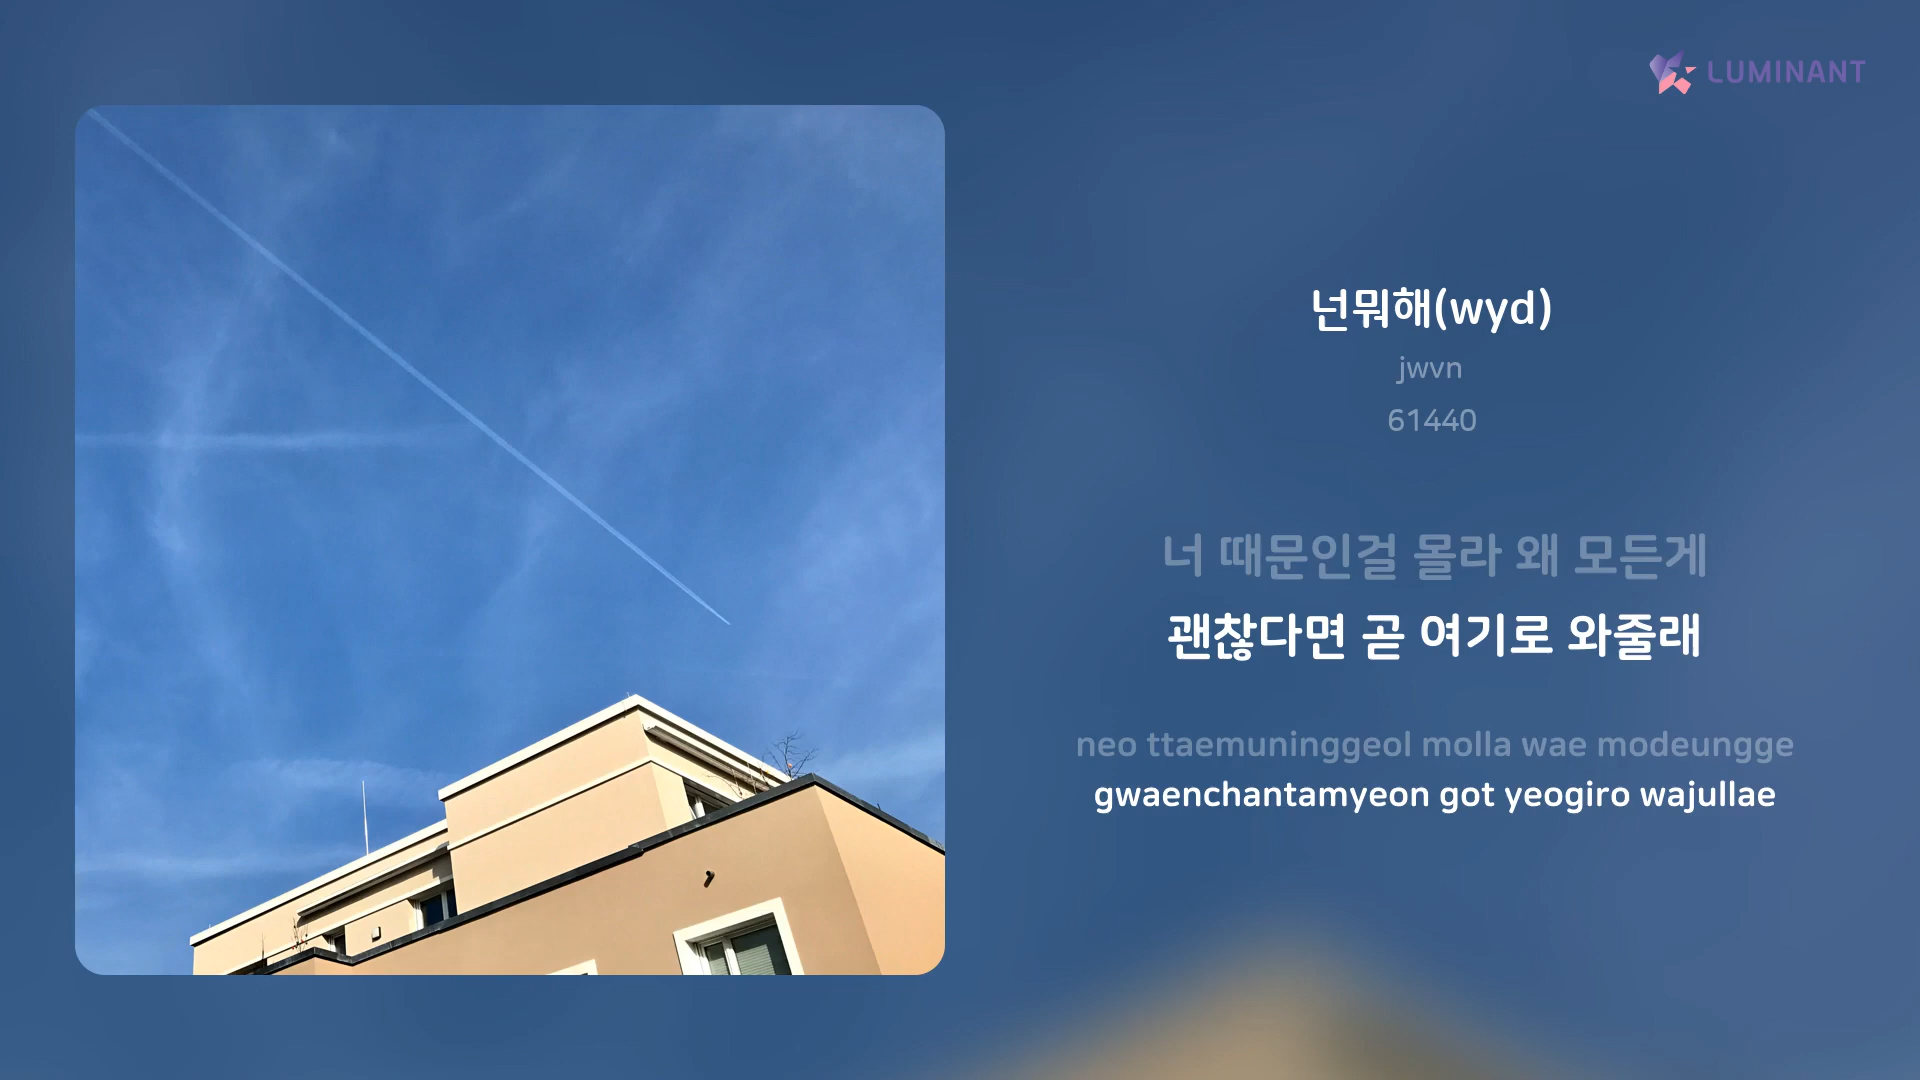 LUMINANT
넌뭐해(wyd)
jwvn
61440
너 때문인걸 몰라 왜 모든게
괜찮다면 곧 여기로 와줄래
neo ttaemuninggeol molla wae modeungge
gwaenchantamyeon got yeogiro wajullae